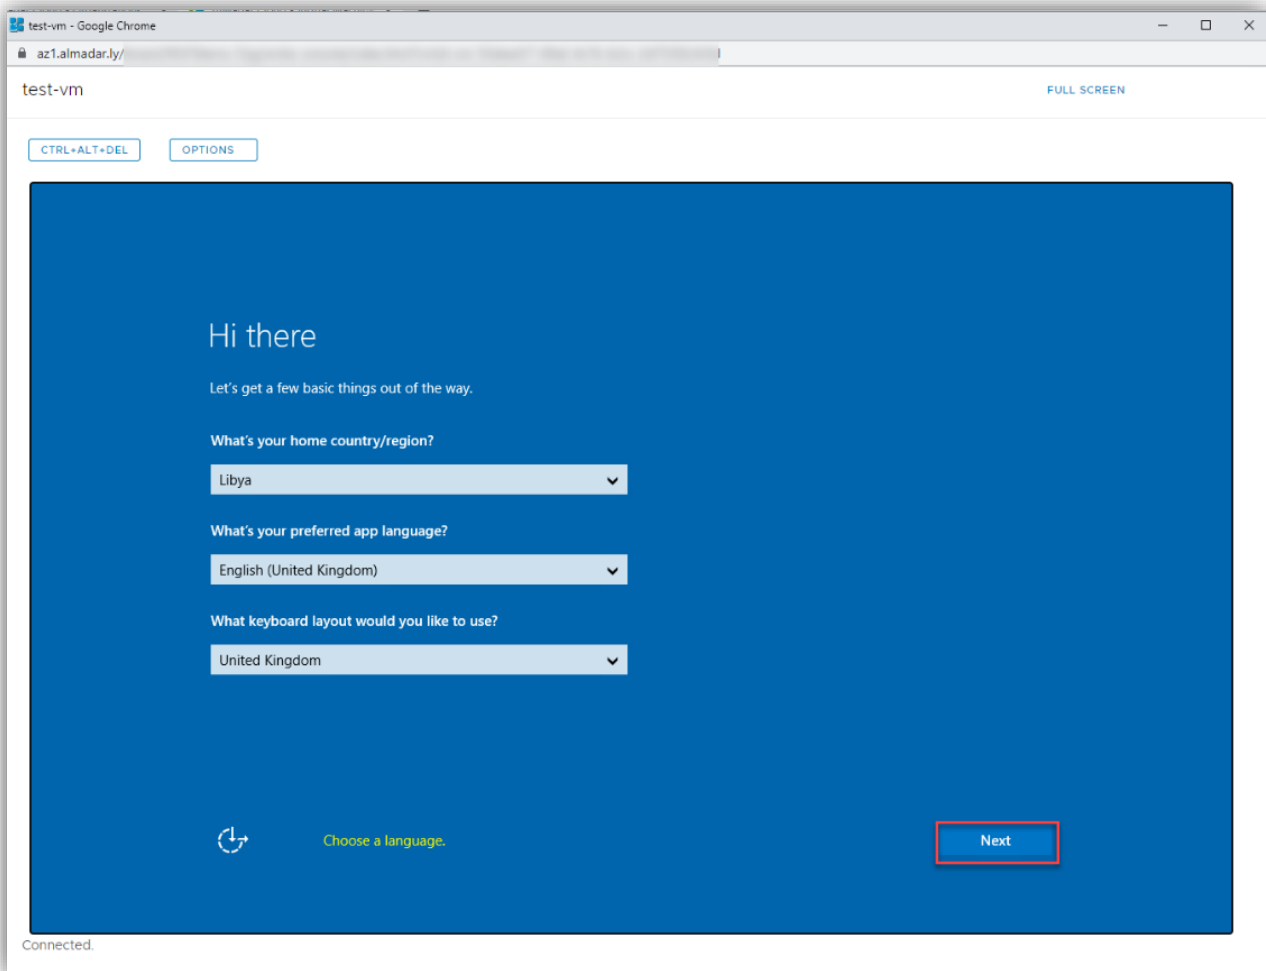 test-vm - Google Chrome
az1.almadar.ly/
test-vm
FULL SCREEN
CTRL+ALT+DEL
OPTIONS
Hi there
Let's get a few basic things out of the way.
What's your home country/region?
Libya
What's your preferred app language?
English (United Kingdom)
What keyboard layout would you like to use?
United Kingdom
Choose a language.
Next
Connected.